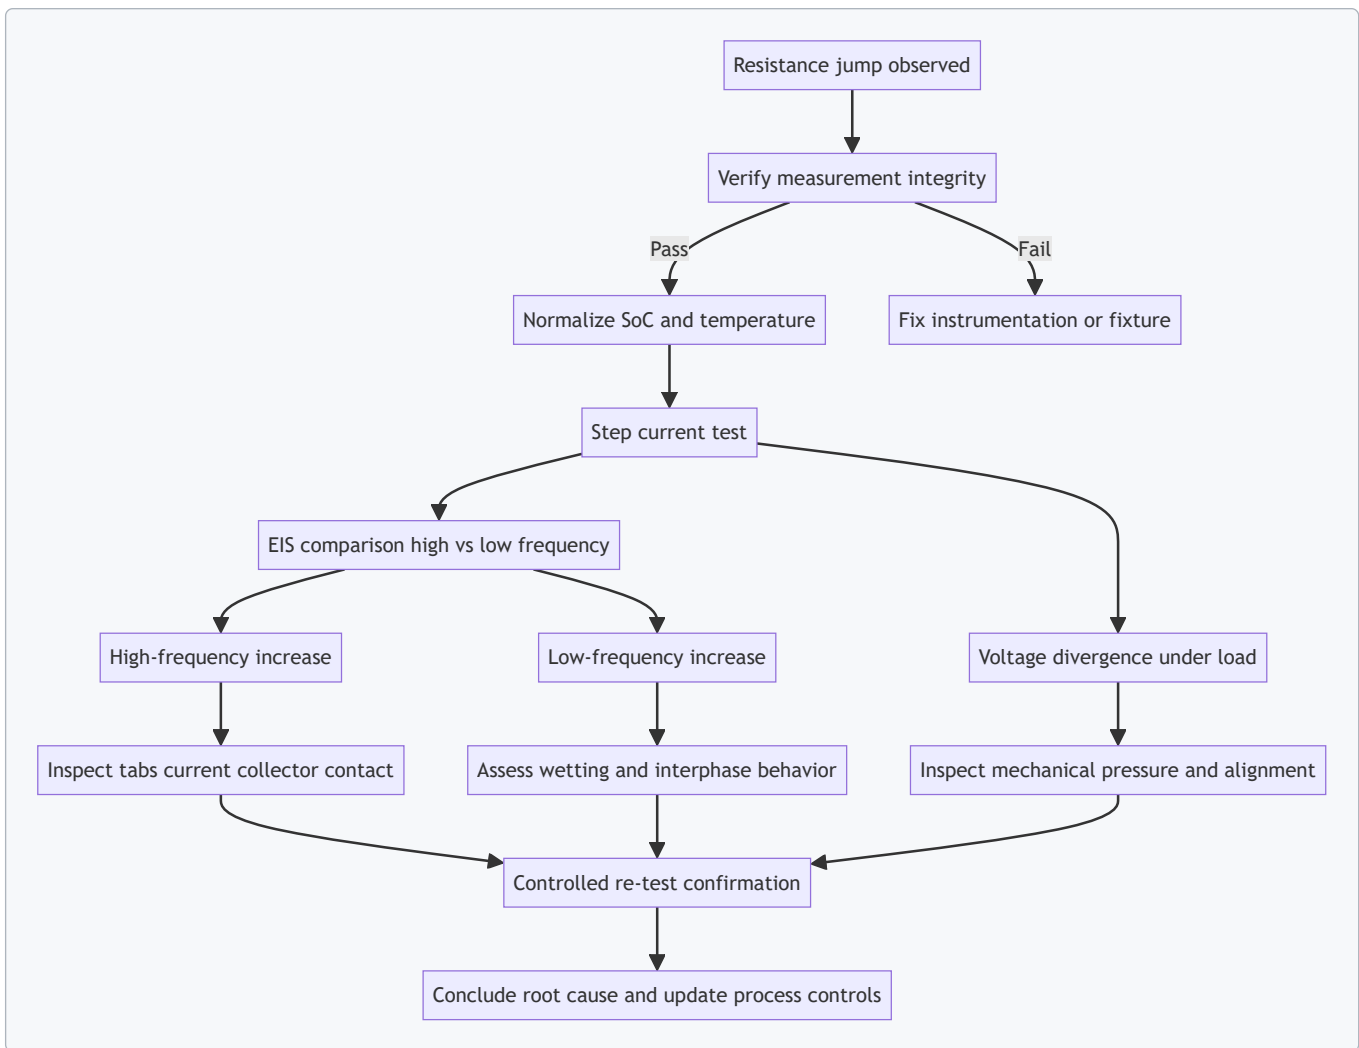 Resistance jump observed
Verify measurement integrity
Pass
Fail
Normalize SoC and temperature
Fix instrumentation or fixture
Step current test
EIS comparison high vs low frequency
High-frequency increase
Low-frequency increase
Voltage divergence under load
Inspect tabs current collector contact
Assess wetting and interphase behavior
Inspect mechanical pressure and alignment
Controlled re-test confirmation
Conclude root cause and update process controls